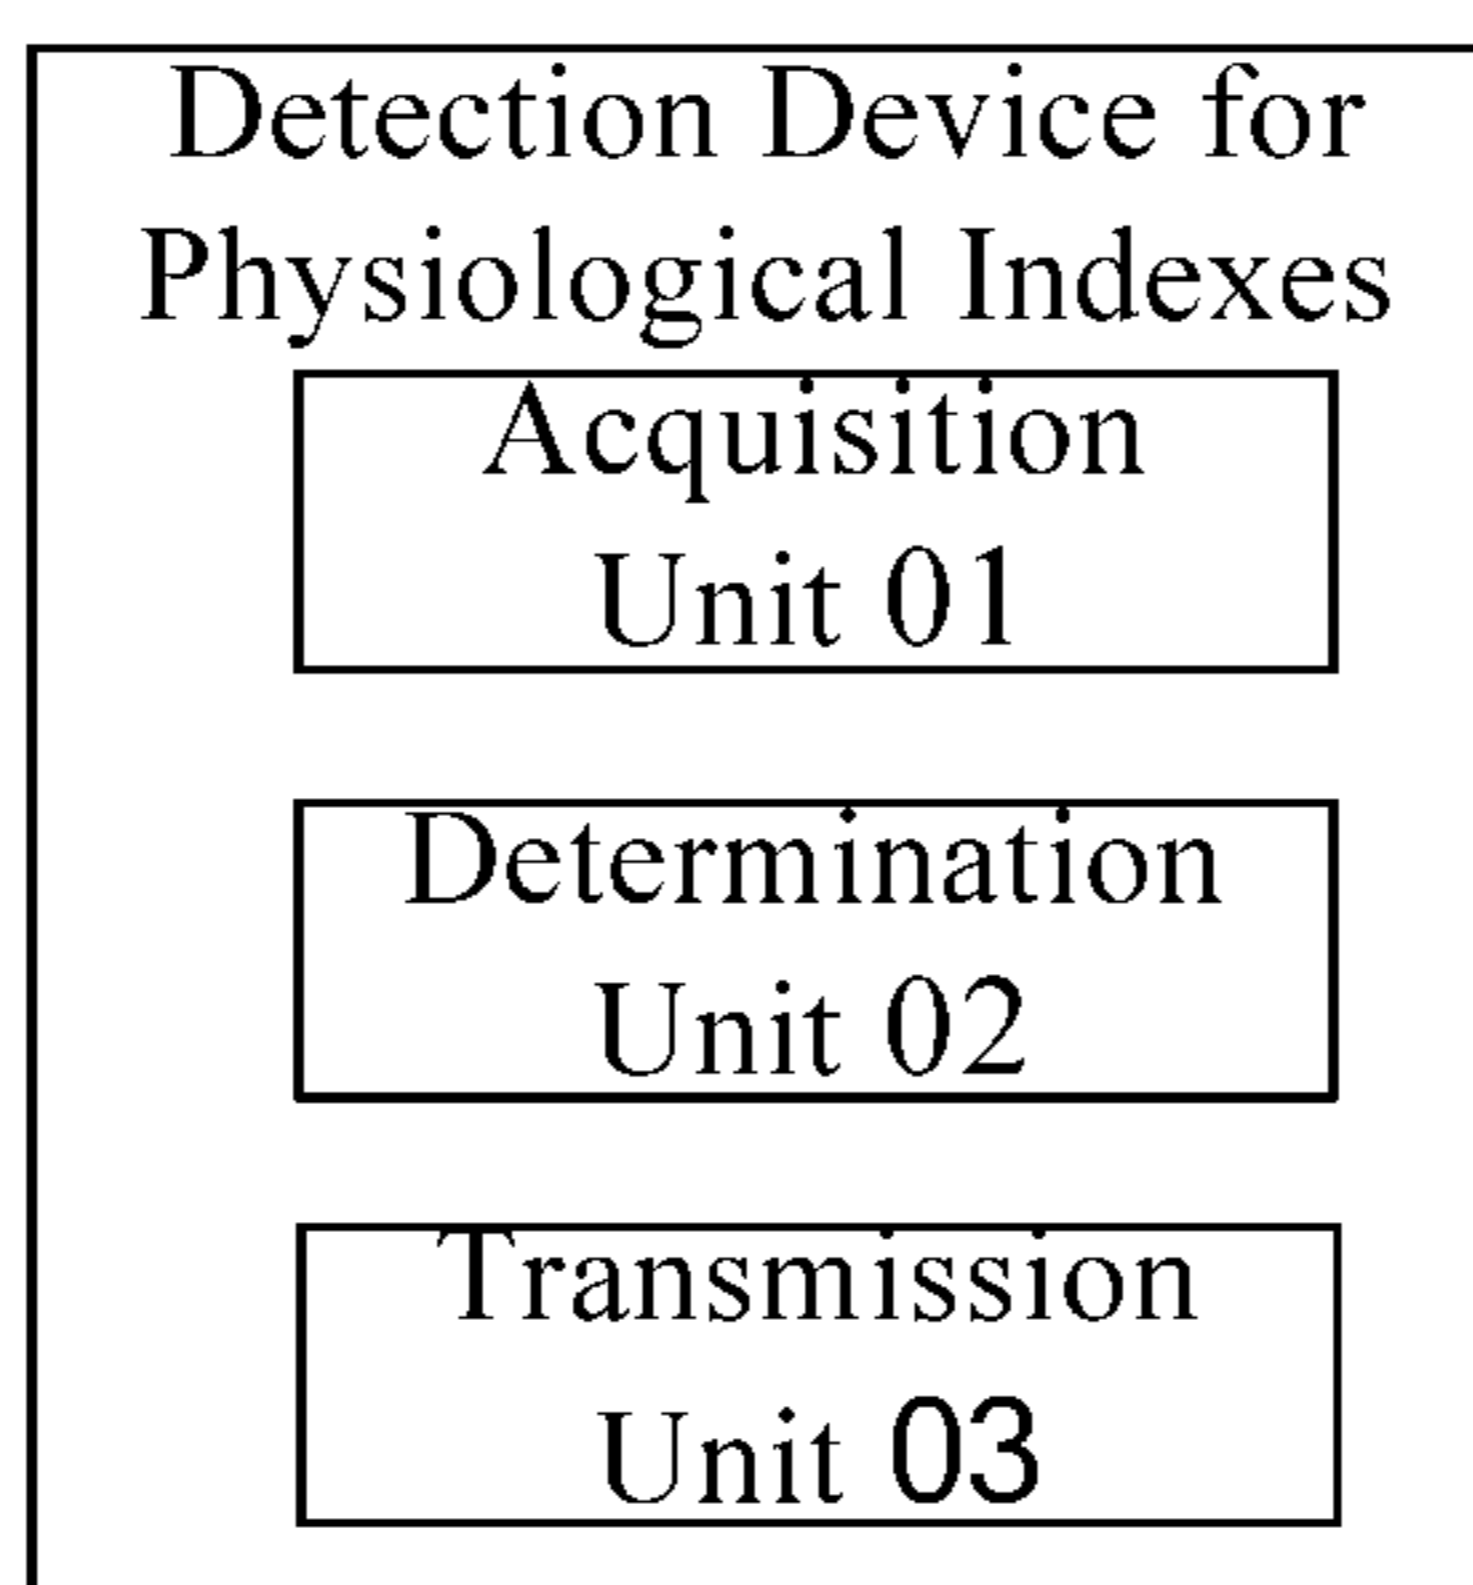 Detection Device for
Physiological Indexes
Acquisition
Unit 01
Determination
Unit 02
Transmission
Unit 03